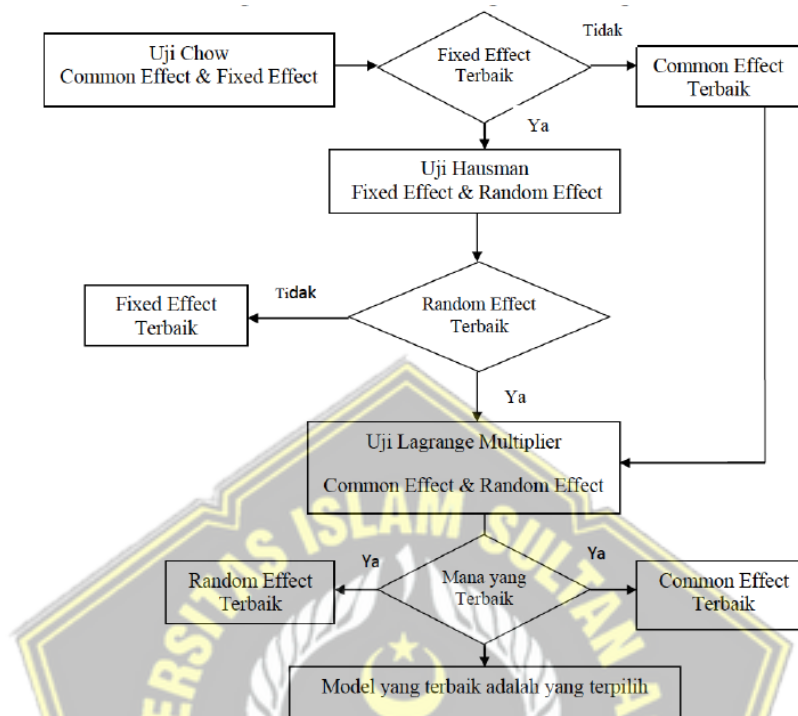 Uji Chow
Common Effect & Fixed Effect
Fixed Effect
Terbaik
Tidak
Common Effect
Terbaik
Ya
Uji Hausman
Fixed Effect & Random Effect
Fixed Effect
Terbaik
Tidak
Random Effect
Terbaik
Ya
Uji Lagrange Multiplier
Common Effect & Random Effect
ISLAM SULTAN A
Random Effect
Terbaik
Ya
Mana yang
Terbaik
Ya
Common Effect
Terbaik
Model yang terbaik adalah yang terpilih